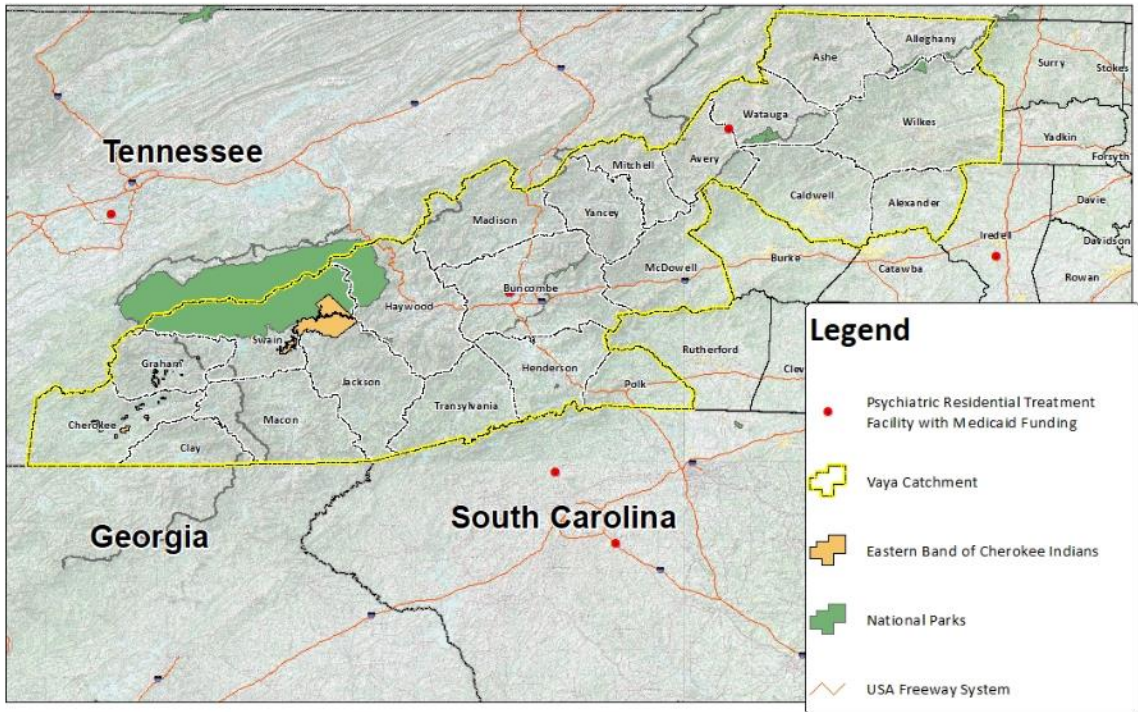 Alleghany
Ashe
Surry
Stokes
Watauga
Wilkes
Yadkin
Tennessee
Mitchell
Avery
Forsyth
Caldwell
Alexander
Davie
Madison
Yancey
Iredell
Davidson
McDowell
Burke
Catawba
Rowan
Buncombe
Haywood
Swain
Graham
Rutherford
Clev
Henderson
Jackson
Polk
Transylvania
Macon
Cherokee
Clay
Georgia
South Carolina
Legend
Psychiatric Residential Treatment
Facility with Medicaid Funding
Vaya Catchment
Eastern Band of Cherokee Indians
National Parks
USA Freeway System